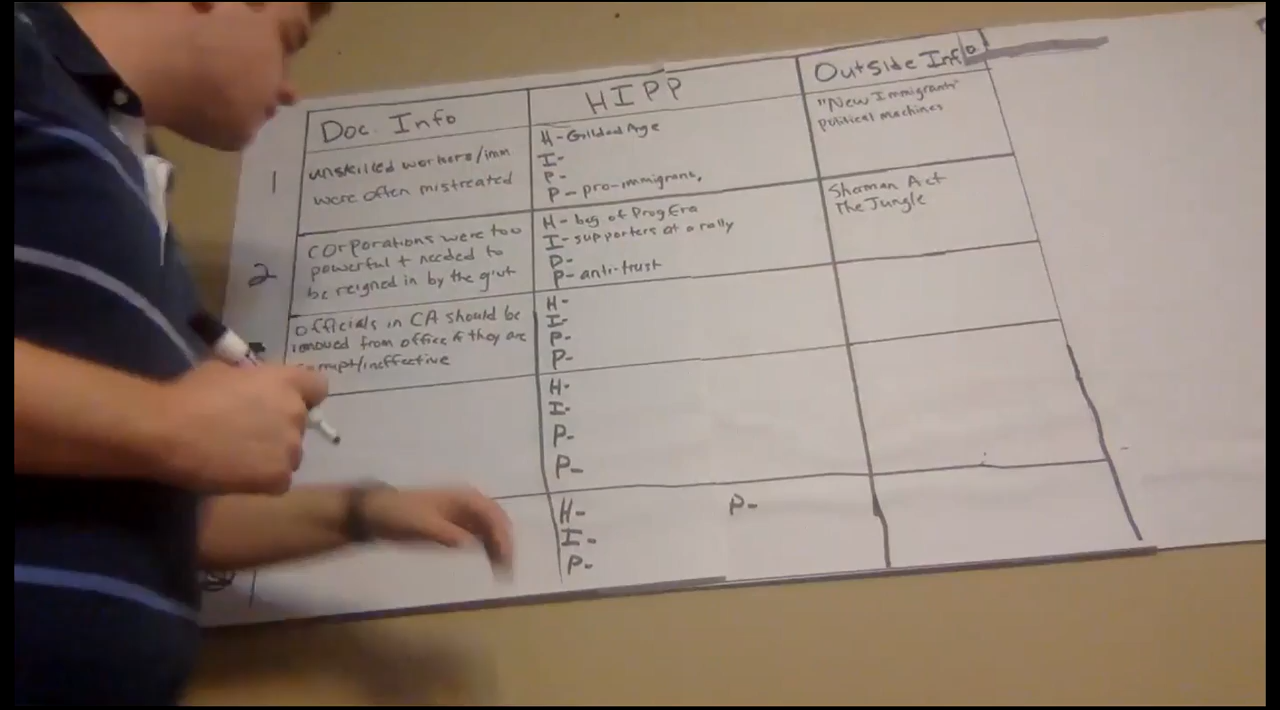 Doc. Info
HIPP
Outside Info
1
unskilled workers/imm
were often mistreated
H- Gilded Age
I-
P-
P- pro-immigrant,
"New Immigrants"
political machines
2
corporations were too
powerful + needed to
be reigned in by the g'vt
H- beg of Prog Era
I- supporters at a rally
P-
P- anti-trust
Sherman Act
The Jungle
Officials in CA should be
removed from office if they are
corrupt/ineffective
H-
I-
P-
P-
H-
I-
P-
P-
H-
P-
I-
P-